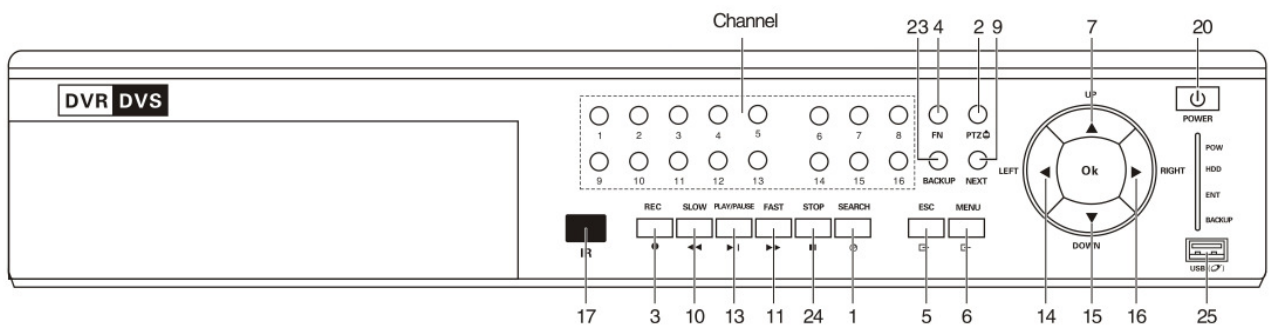 Channel
23 4 2 9 7 20
DVR DVS
UP
POWER
1 2 3 4 5 6 7 8 FN PTZ
POW
LEFT Ok RIGHT HDD
9 10 11 12 13 14 15 16 BACKUP NEXT
ENT
REC SLOW PLAY/PAUSE FAST STOP SEARCH ESC MENU
BACKUP
DOWN
IR
USB
17 3 10 13 11 24 1 5 6 14 15 16 25